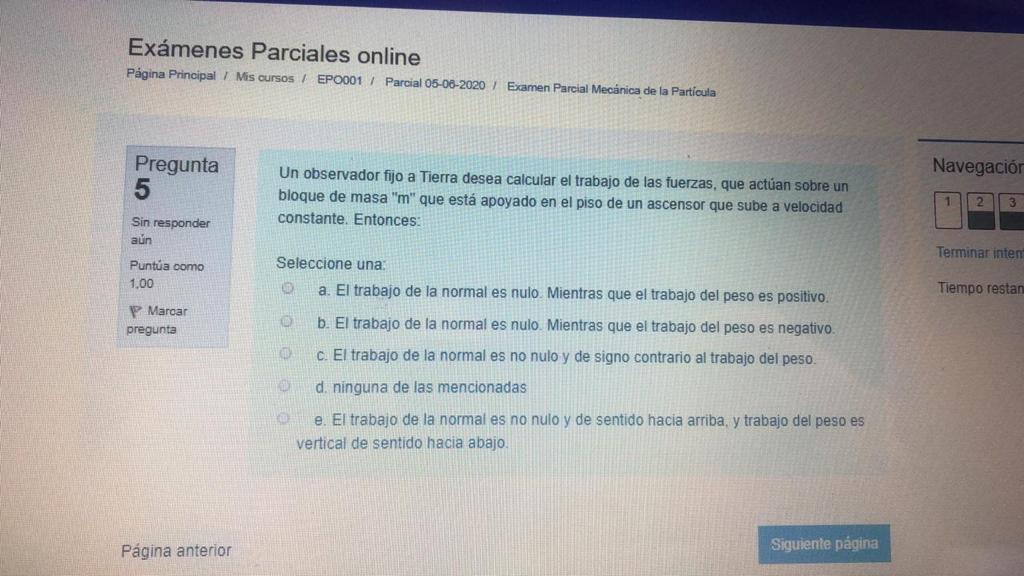 Exámenes Parciales online
Página Principal / Mis cursos / EPO001 / Parcial 05-06-2020 / Examen Parcial Mecánica de la Partícula
Pregunta
5
Sin responder
aún
Puntúa como
1,00
Marcar
pregunta
Un observador fijo a Tierra desea calcular el trabajo de las fuerzas, que actúan sobre un
bloque de masa "m" que está apoyado en el piso de un ascensor que sube a velocidad
constante. Entonces:
Seleccione una:
a. El trabajo de la normal es nulo. Mientras que el trabajo del peso es positivo.
b. El trabajo de la normal es nulo. Mientras que el trabajo del peso es negativo.
c. El trabajo de la normal es no nulo y de signo contrario al trabajo del peso.
d. ninguna de las mencionadas
e. El trabajo de la normal es no nulo y de sentido hacia arriba, y trabajo del peso es
vertical de sentido hacia abajo.
Navegación
1 2 3
Terminar inten
Tiempo restan
Página anterior
Siguiente página